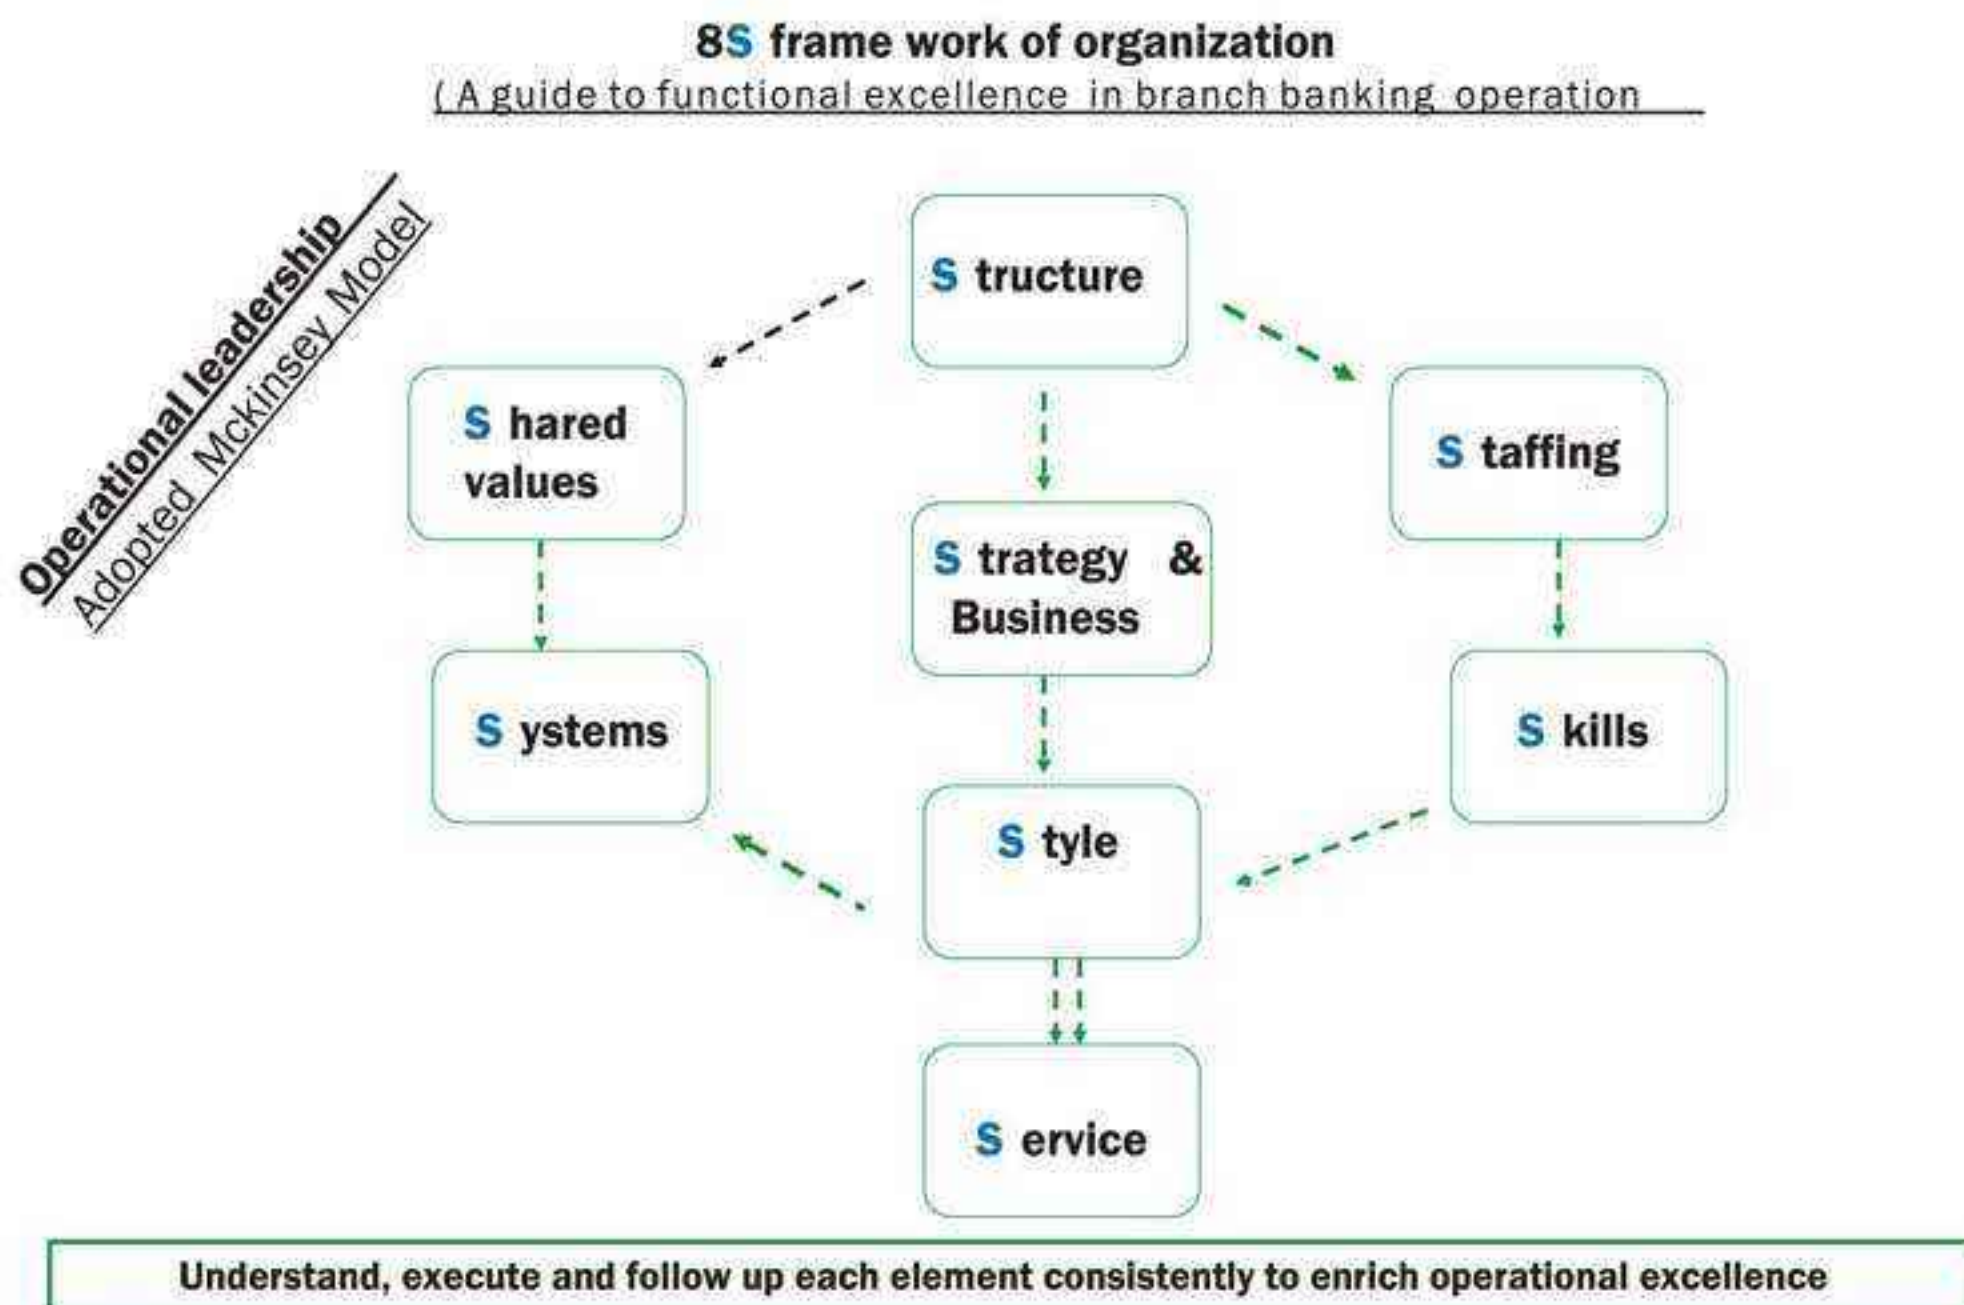 8S frame work of organization
( A guide to functional excellence in branch banking operation
Operational leadership
Adopted Mckinsey Model
S tructure
S hared
values
S taffing
S trategy &
Business
S ystems
S kills
S tyle
S ervice
Understand, execute and follow up each element consistently to enrich operational excellence